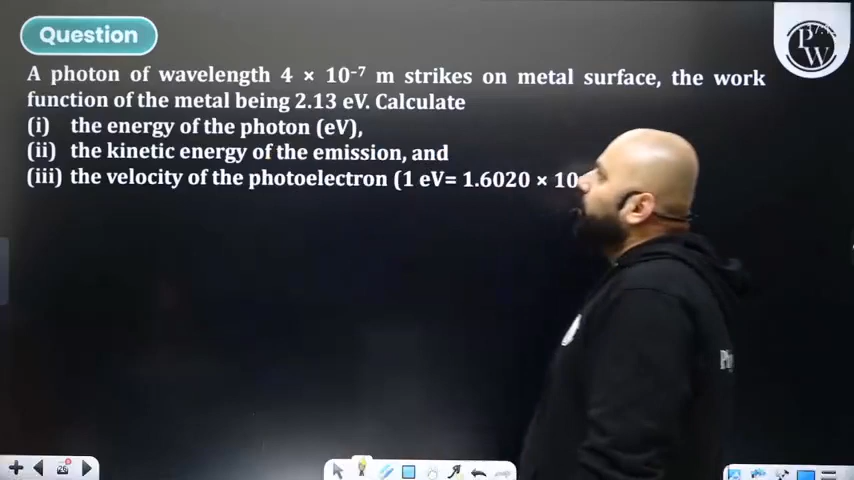 Question
A photon of wavelength 4 × 10⁻⁷ m strikes on metal surface, the work
function of the metal being 2.13 eV. Calculate
(i) the energy of the photon (eV),
(ii) the kinetic energy of the emission, and
(iii) the velocity of the photoelectron (1 eV= 1.6020 × 10
P
W
26